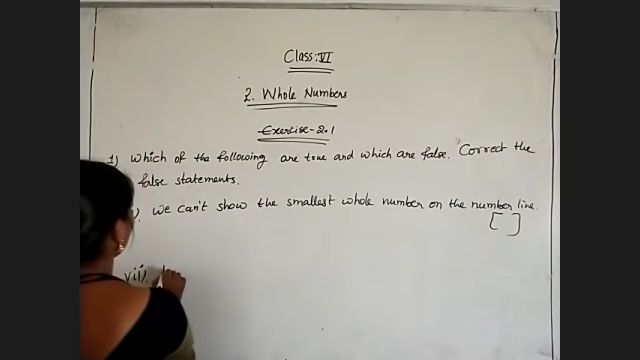 Class: VI
2. Whole Numbers
Exercise-2.1
1) Which of the following are true and which are false. Correct the
false statements.
). We can't show the smallest whole number on the number line.
[ ]
vii).